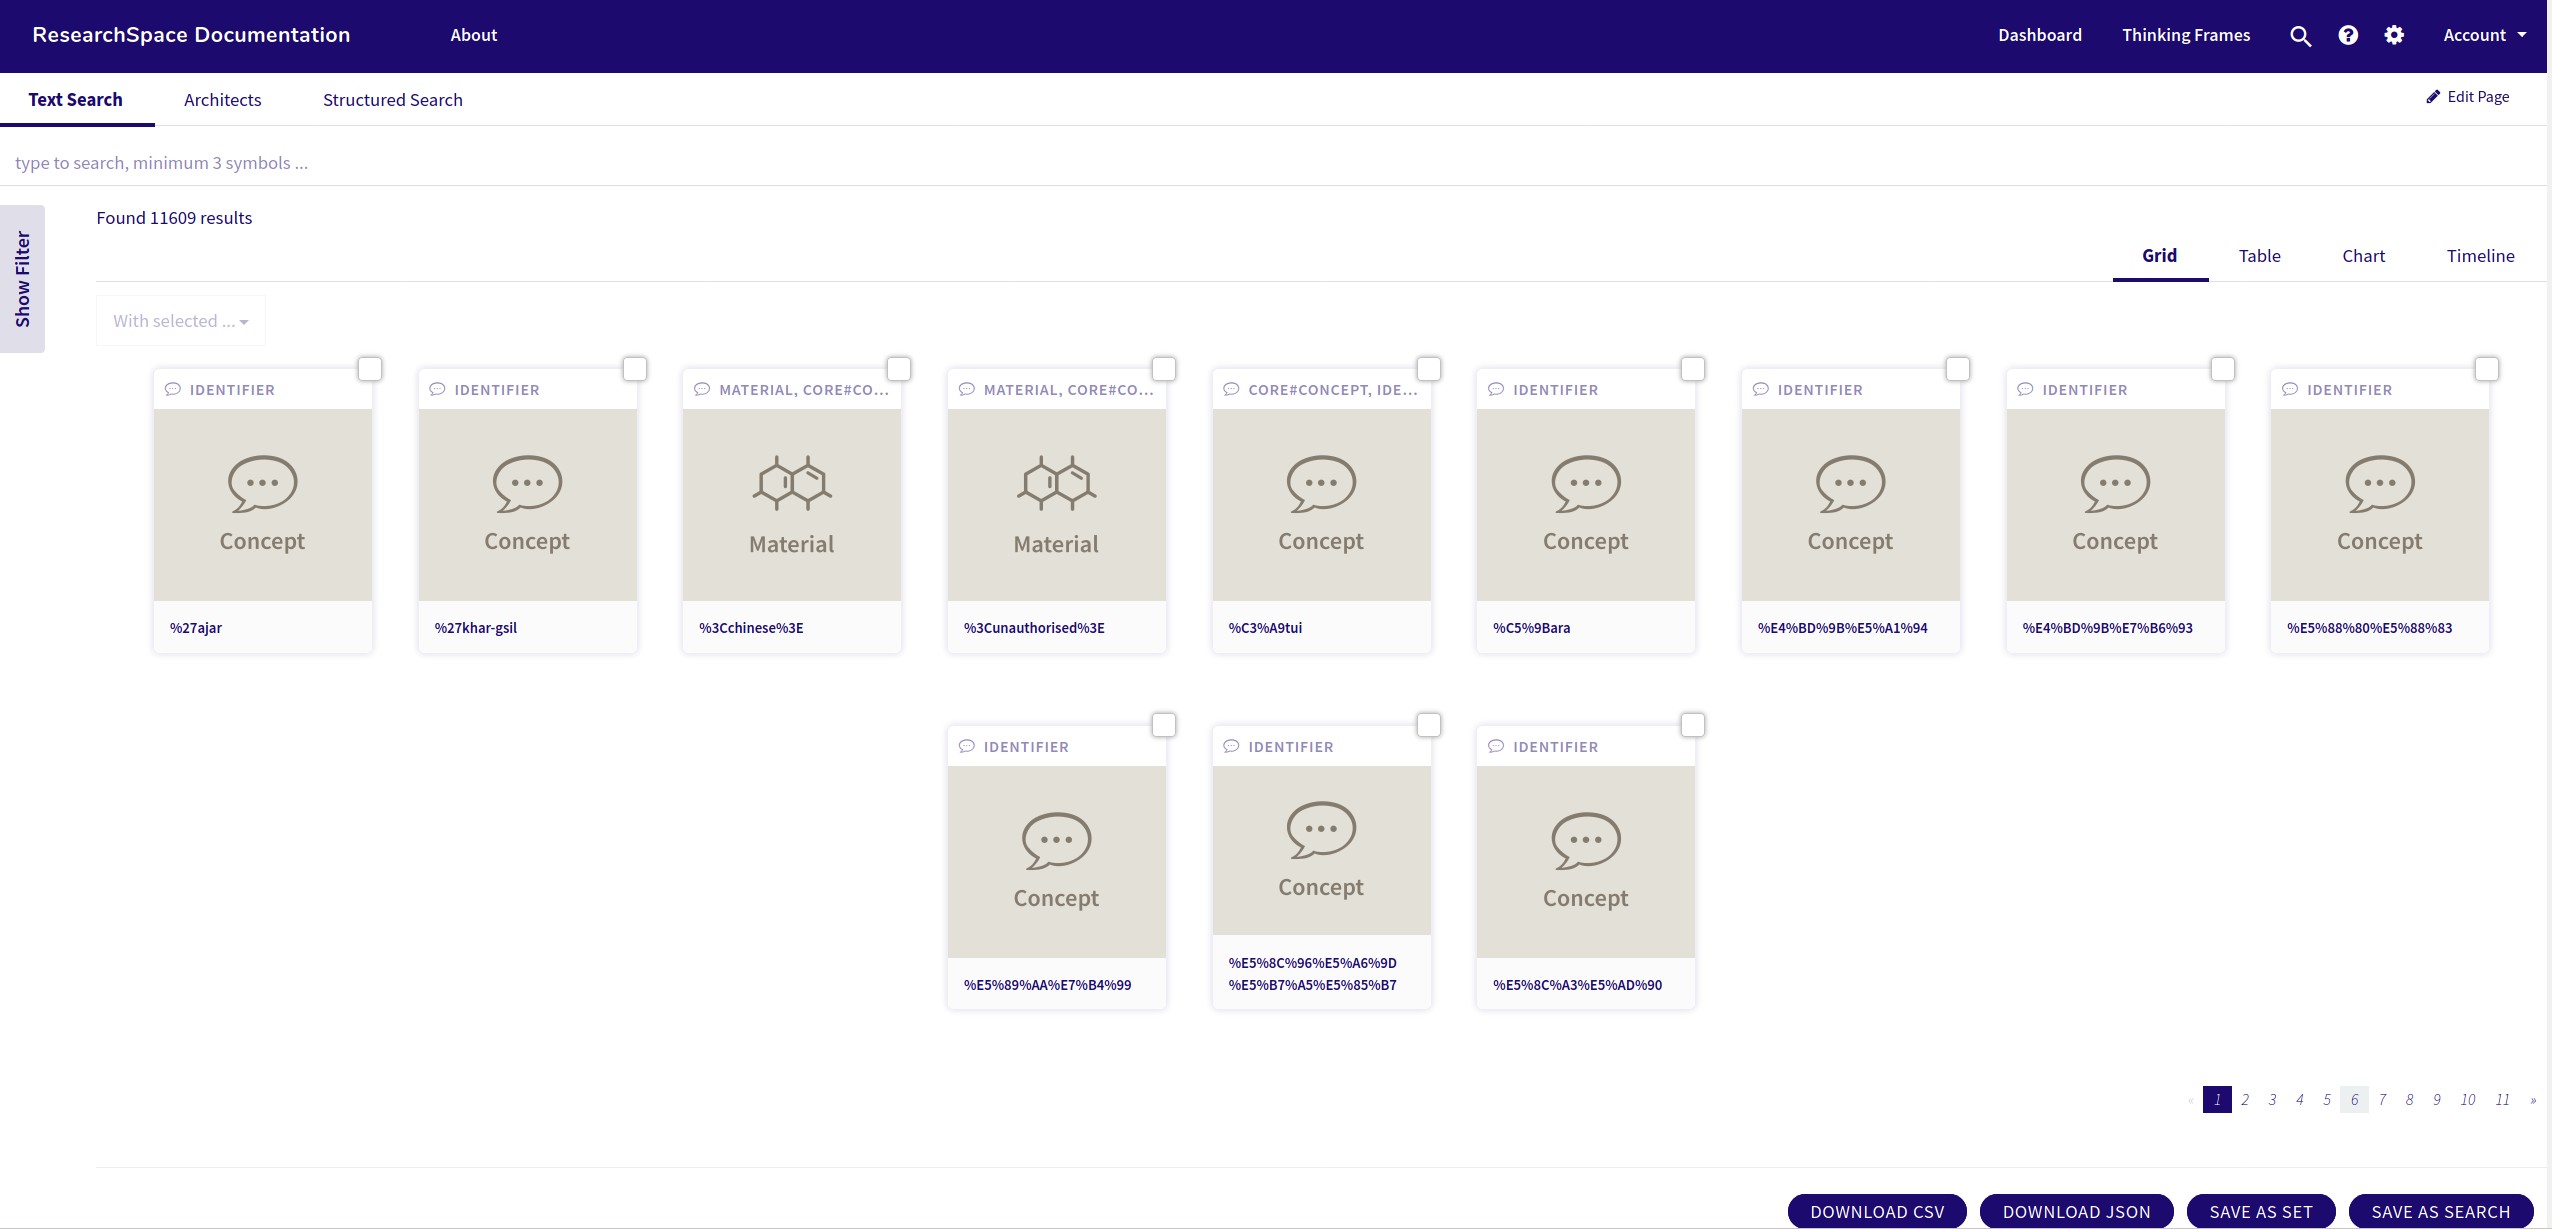 ResearchSpace Documentation About Dashboard Thinking Frames Account
Text Search Architects Structured Search Edit Page
type to search, minimum 3 symbols ...
Show Filter
Found 11609 results
Grid Table Chart Timeline
With selected ...
IDENTIFIER IDENTIFIER MATERIAL, CORE#CO... MATERIAL, CORE#CO... CORE#CONCEPT, IDE... IDENTIFIER IDENTIFIER IDENTIFIER IDENTIFIER
Concept Concept Material Material Concept Concept Concept Concept Concept
%27ajar %27khar-gsil %3Cchinese%3E %3Cunauthorised%3E %C3%A9tui %C5%9Bara %E4%BD%9B%E5%A1%94 %E4%BD%9B%E7%B6%93 %E5%88%80%E5%88%83
IDENTIFIER IDENTIFIER IDENTIFIER
Concept Concept Concept
%E5%89%AA%E7%B4%99 %E5%8C%96%E5%A6%9D %E5%8C%A3%E5%AD%90
%E5%B7%A5%E5%85%B7
« 1 2 3 4 5 6 7 8 9 10 11 »
DOWNLOAD CSV DOWNLOAD JSON SAVE AS SET SAVE AS SEARCH